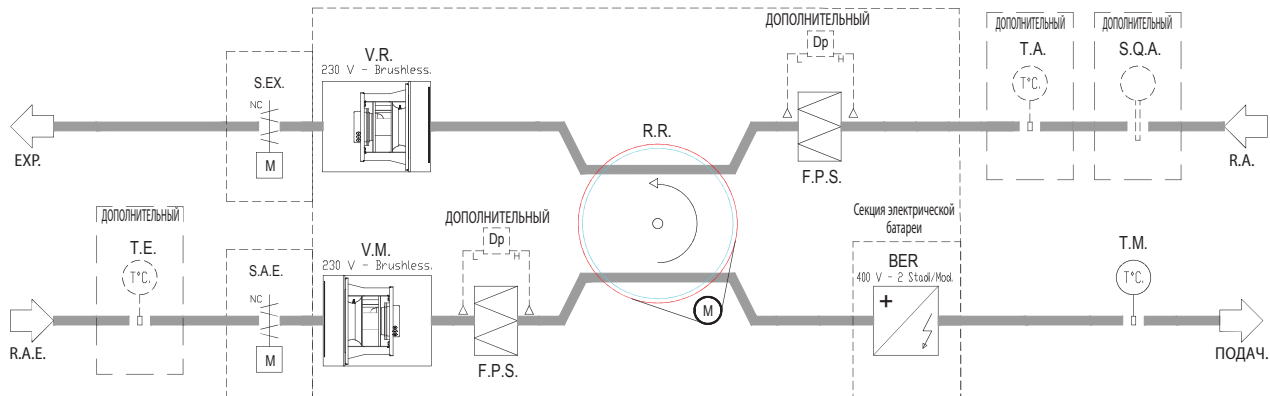 ДОПОЛНИТЕЛЬНЫЙ
Dp
L
H
ДОПОЛНИТЕЛЬНЫЙ
T.A.
T°C.
ДОПОЛНИТЕЛЬНЫЙ
S.Q.A.
S.EX.
NC
M
V.R.
230 V - Brushless.
R.R.
F.P.S.
EXP.
R.A.
ДОПОЛНИТЕЛЬНЫЙ
T.E.
T°C.
S.A.E.
NC
M
V.M.
230 V - Brushless.
ДОПОЛНИТЕЛЬНЫЙ
Dp
L
H
F.P.S.
M
Секция электрической
батареи
BER
400 V - 2 Stadi/Mod.
+
T.M.
T°C.
R.A.E.
ПОДАЧ.